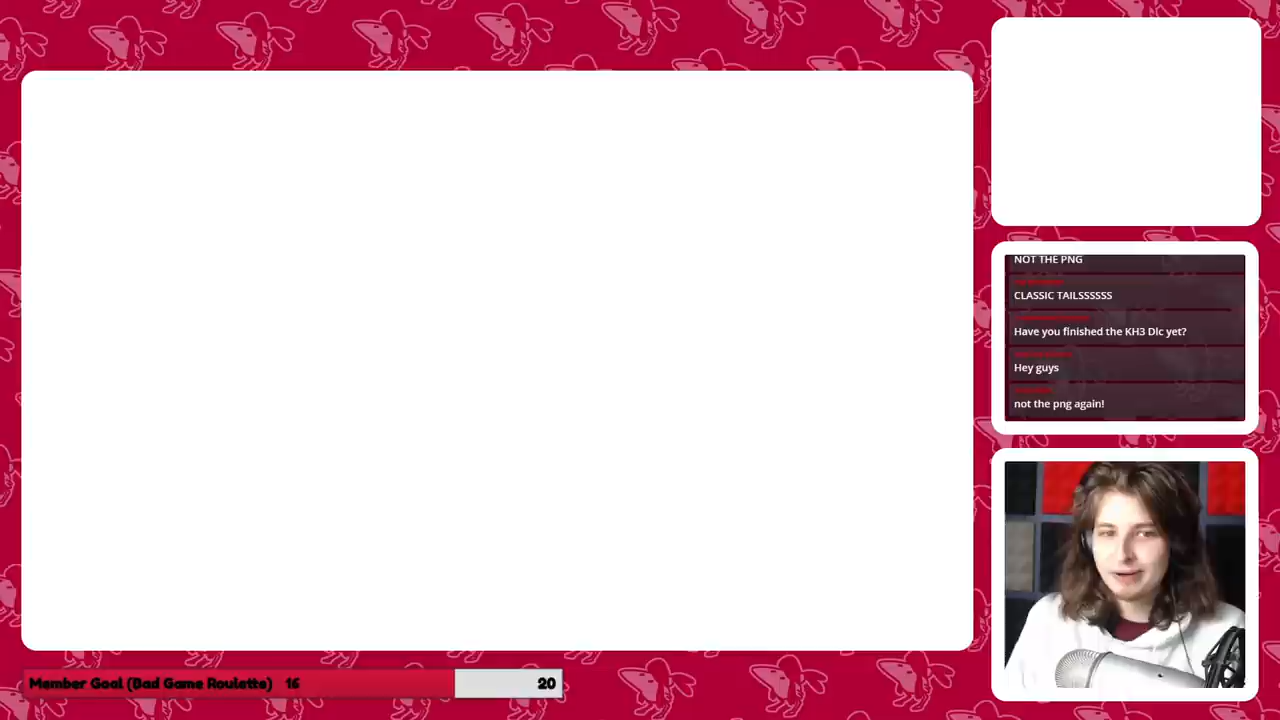 NOT THE PNG
CLASSIC TAILSSSSSS
Have you finished the KH3 Dlc yet?
Hey guys
not the png again!
Member Goal (Bad Game Roulette) 16
20